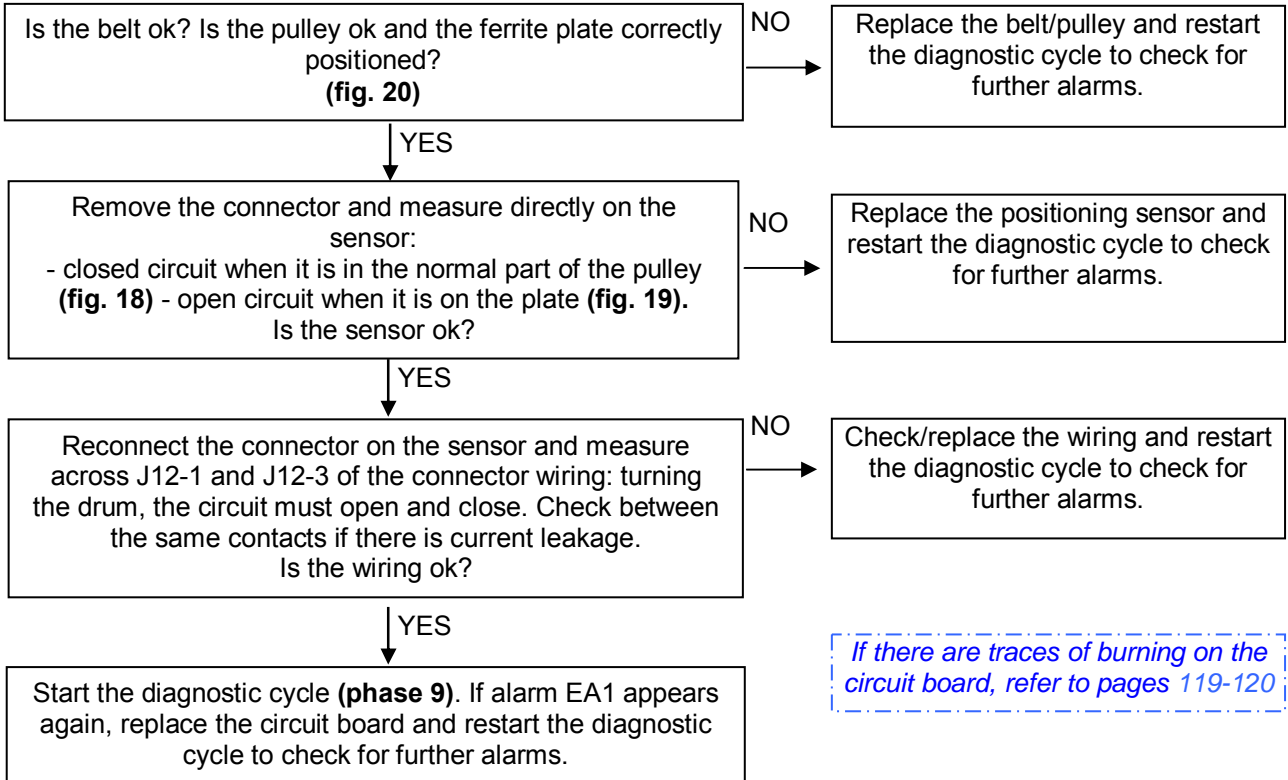 Is the belt ok? Is the pulley ok and the ferrite plate correctly
positioned?
(fig. 20)
NO
Replace the belt/pulley and restart
the diagnostic cycle to check for
further alarms.
YES
Remove the connector and measure directly on the
sensor:
- closed circuit when it is in the normal part of the pulley
(fig. 18) - open circuit when it is on the plate (fig. 19).
Is the sensor ok?
NO
Replace the positioning sensor and
restart the diagnostic cycle to check
for further alarms.
YES
Reconnect the connector on the sensor and measure
across J12-1 and J12-3 of the connector wiring: turning
the drum, the circuit must open and close. Check between
the same contacts if there is current leakage.
Is the wiring ok?
NO
Check/replace the wiring and restart
the diagnostic cycle to check for
further alarms.
YES
Start the diagnostic cycle (phase 9). If alarm EA1 appears
again, replace the circuit board and restart the diagnostic
cycle to check for further alarms.
If there are traces of burning on the
circuit board, refer to pages 119-120